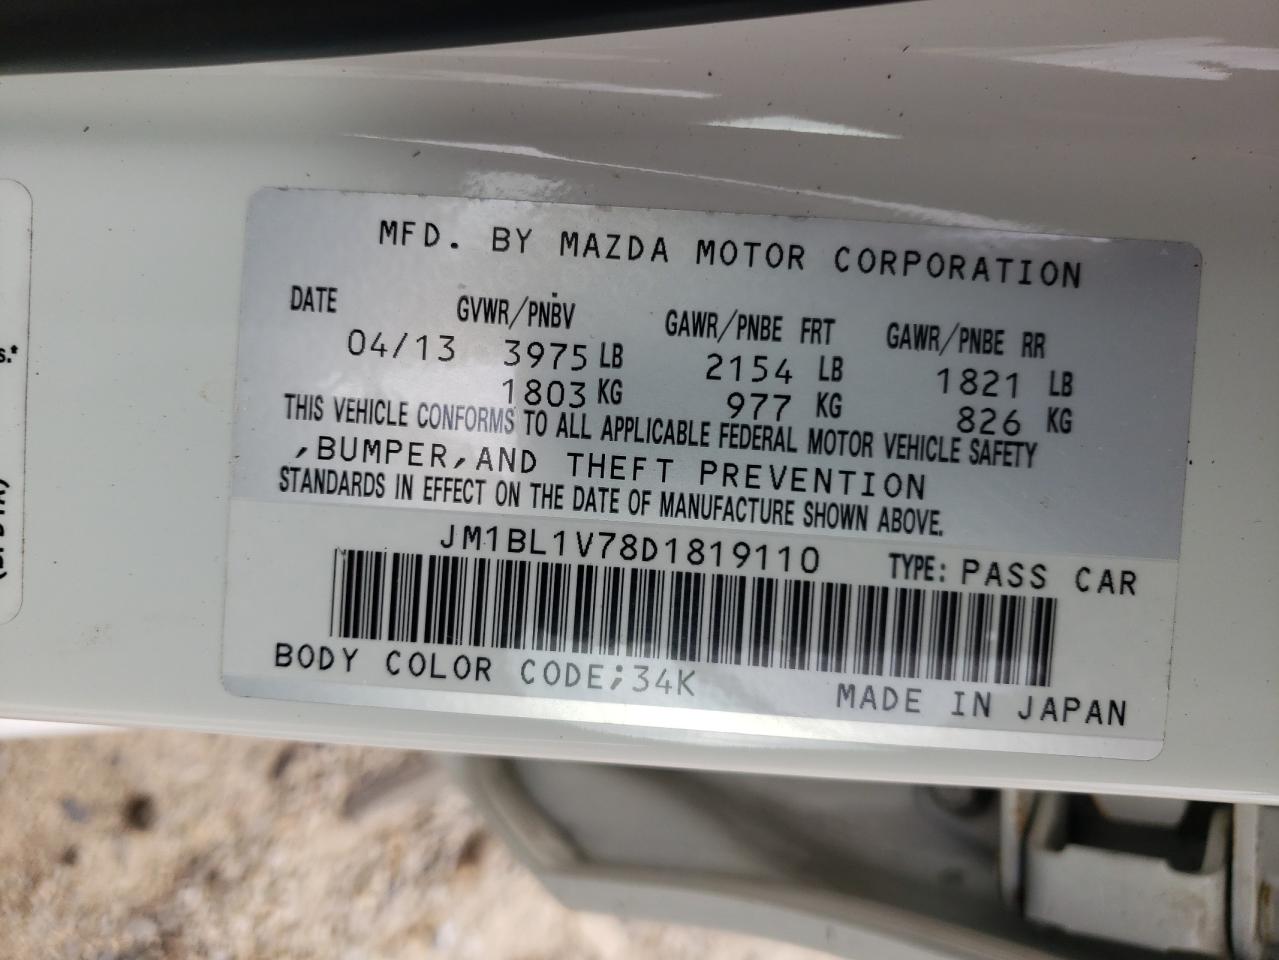 MFD. BY MAZDA MOTOR CORPORATION
DATE GVWR/PNBV GAWR/PNBE FRT GAWR/PNBE RR
04/13 3975 LB 2154 LB 1821 LB
1803 KG 977 KG 826 KG
THIS VEHICLE CONFORMS TO ALL APPLICABLE FEDERAL MOTOR VEHICLE SAFETY
,BUMPER,AND THEFT PREVENTION
STANDARDS IN EFFECT ON THE DATE OF MANUFACTURE SHOWN ABOVE.
JM1BL1V78D1819110 TYPE: PASS CAR
BODY COLOR CODE;34K MADE IN JAPAN